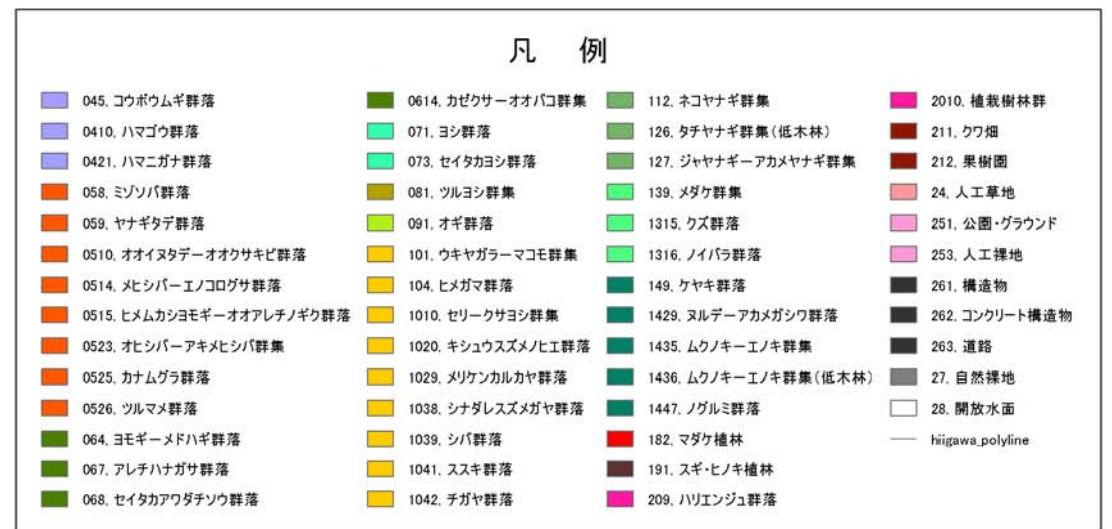 凡 例
045. コウボウムギ群落
0410. ハマゴウ群落
0421. ハマニガナ群落
058. ミゾソバ群落
059. ヤナギタデ群落
0510. オオイヌタデーオオクサキビ群落
0514. メヒシバーエノコログサ群落
0515. ヒメムカシヨモギーオオアレチノギク群落
0523. オヒシバーアキメヒシバ群集
0525. カナムグラ群落
0526. ツルマメ群落
064. ヨモギーメドハギ群落
067. アレチハナガサ群落
068. セイタカアワダチソウ群落
0614. カゼクサーオオバコ群集
071. ヨシ群落
073. セイタカヨシ群落
081. ツルヨシ群集
091. オギ群落
101. ウキヤガラーマコモ群集
104. ヒメガマ群落
1010. セリークサヨシ群集
1020. キシュウスズメノヒエ群落
1029. メリケンカルカヤ群落
1038. シナダレスズメガヤ群落
1039. シバ群落
1041. ススキ群落
1042. チガヤ群落
112. ネコヤナギ群集
126. タチヤナギ群集(低木林)
127. ジャヤナギーアカメヤナギ群集
139. メダケ群集
1315. クズ群落
1316. ノイバラ群落
149. ケヤキ群落
1429. ヌルデーアカメガシワ群落
1435. ムクノキーエノキ群集
1436. ムクノキーエノキ群集(低木林)
1447. ノグルミ群落
182. マダケ植林
191. スギ・ヒノキ植林
209. ハリエンジュ群落
2010. 植栽樹林群
211. クワ畑
212. 果樹園
24. 人工草地
251. 公園・グラウンド
253. 人工裸地
261. 構造物
262. コンクリート構造物
263. 道路
27. 自然裸地
28. 開放水面
hiigawa_polyline